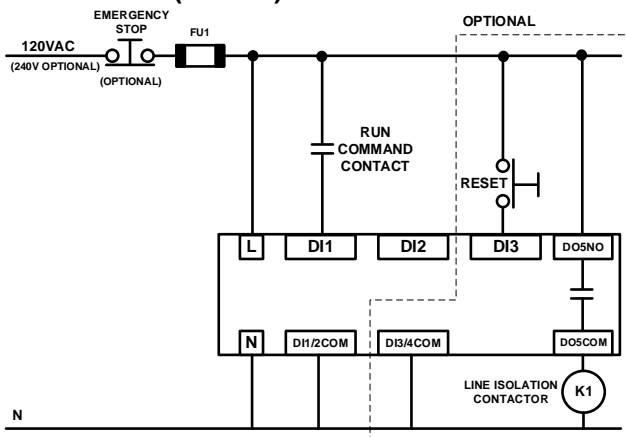 EMERGENCY
STOP
FU1
OPTIONAL
120VAC
(240V OPTIONAL)
(OPTIONAL)
RUN
COMMAND
CONTACT
RESET
L
DI1
DI2
DI3
DO5NO
N
DI1/2COM
DI3/4COM
DO5COM
LINE ISOLATION
CONTACTOR
K1
N